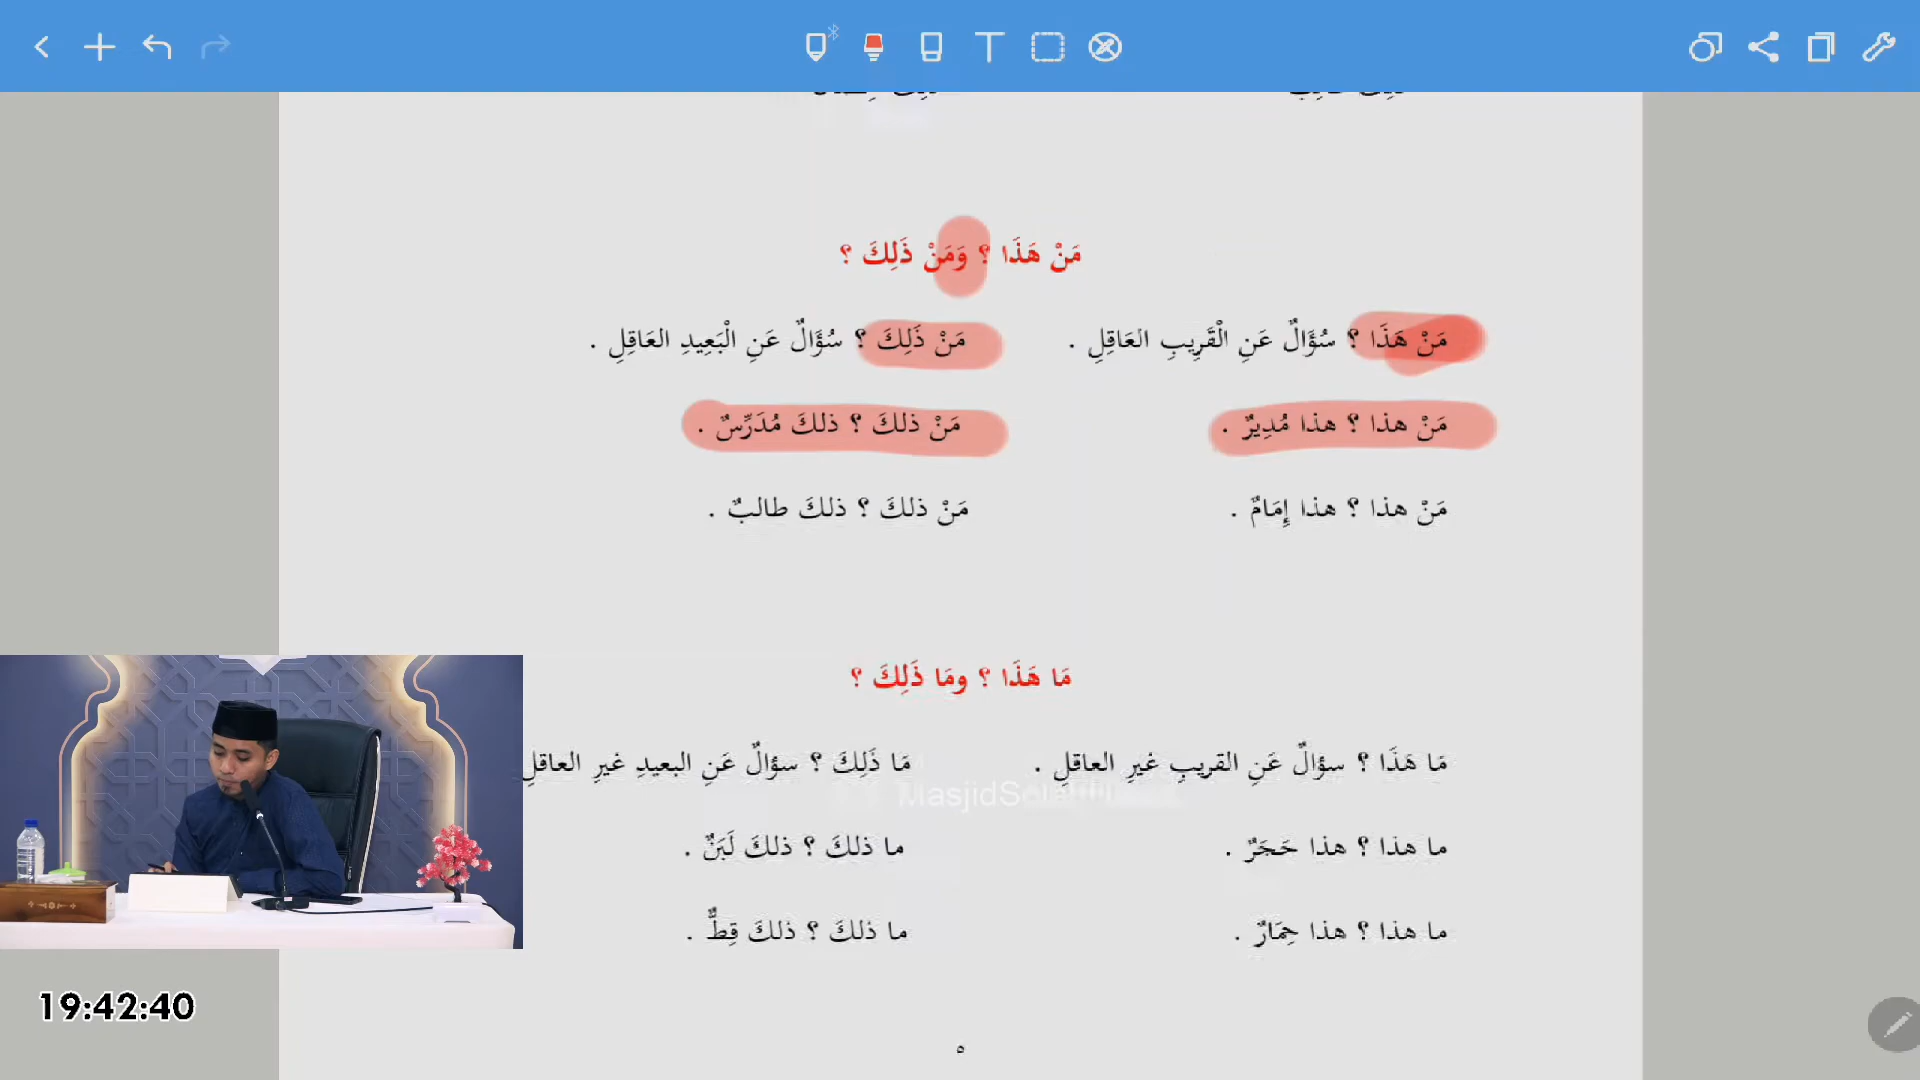 مَنْ هَذَا ؟ وَمَنْ ذَلِكَ ؟
مَنْ هَذَا ؟ سُؤَالٌ عَنِ الْقَرِيبِ العَاقِلِ .
مَنْ ذَلِكَ ؟ سُؤَالٌ عَنِ الْبَعِيدِ العَاقِلِ .
مَنْ هذا ؟ هذا مُدِيرٌ .
مَنْ ذلكَ ؟ ذلكَ مُدَرِّسٌ .
مَنْ هذا ؟ هذا إِمَامٌ .
مَنْ ذلكَ ؟ ذلكَ طالبٌ .
مَا هَذَا ؟ ومَا ذَلِكَ ؟
مَا هَذَا ؟ سؤالٌ عَنِ القريبِ غيرِ العاقلِ .
مَا ذَلِكَ ؟ سؤالٌ عَنِ البعيدِ غيرِ العاقلِ
ما هذا ؟ هذا حَجَرٌ .
ما ذلكَ ؟ ذلكَ لَبَنٌ .
ما هذا ؟ هذا حِمَارٌ .
ما ذلكَ ؟ ذلكَ قِطٌّ .
٥
19:42:40